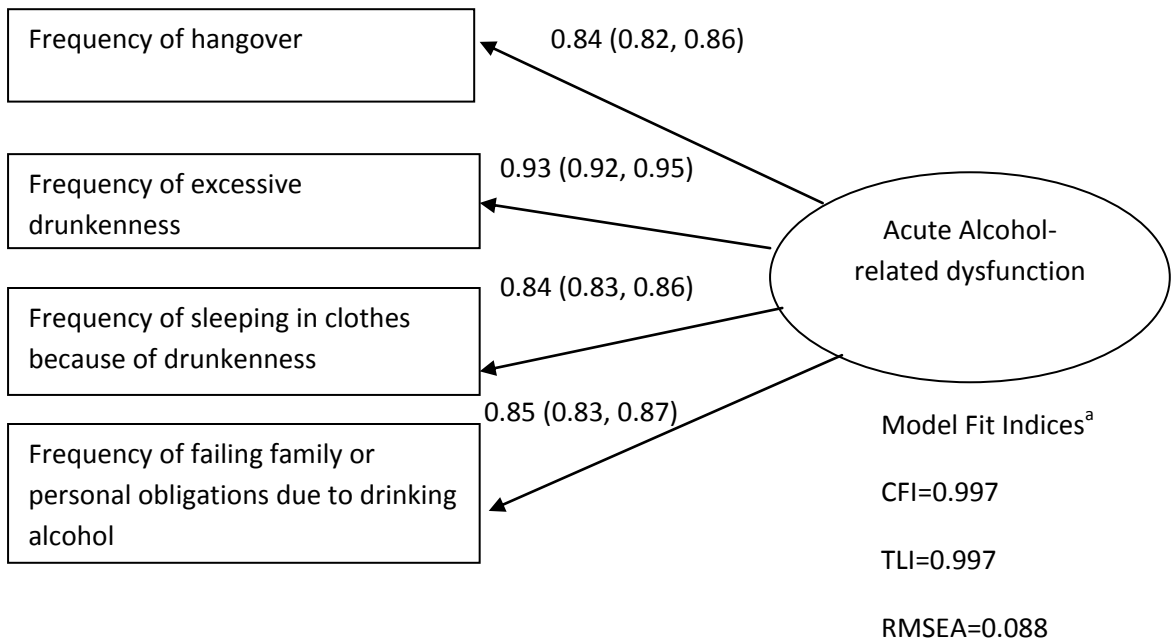 Frequency of hangover
0.84 (0.82, 0.86)
Frequency of excessive
drunkenness
0.93 (0.92, 0.95)
Frequency of sleeping in clothes
because of drunkenness
0.84 (0.83, 0.86)
Frequency of failing family or
personal obligations due to drinking
alcohol
0.85 (0.83, 0.87)
Acute Alcohol-
related dysfunction
Model Fit Indicesᵃ
CFI=0.997
TLI=0.997
RMSEA=0.088